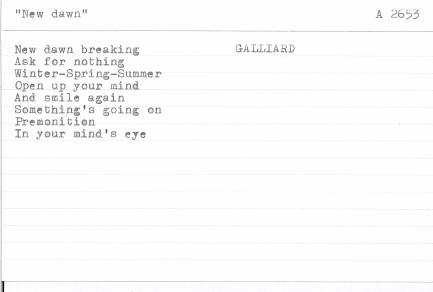 "New dawn" A 2653
New dawn breaking GALLIARD
Ask for nothing
Winter-Spring-Summer
Open up your mind
And smile again
Something's going on
Premonition
In your mind's eye